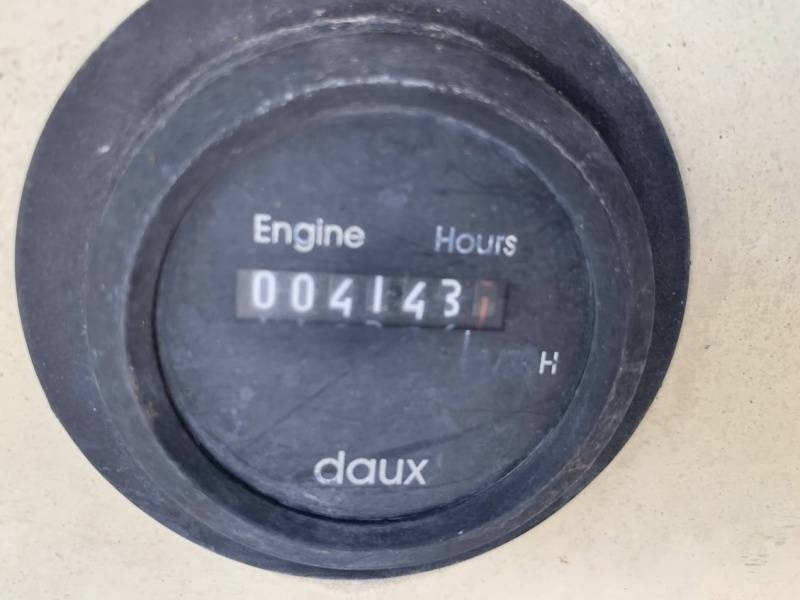 Engine Hours
004143
H
daux